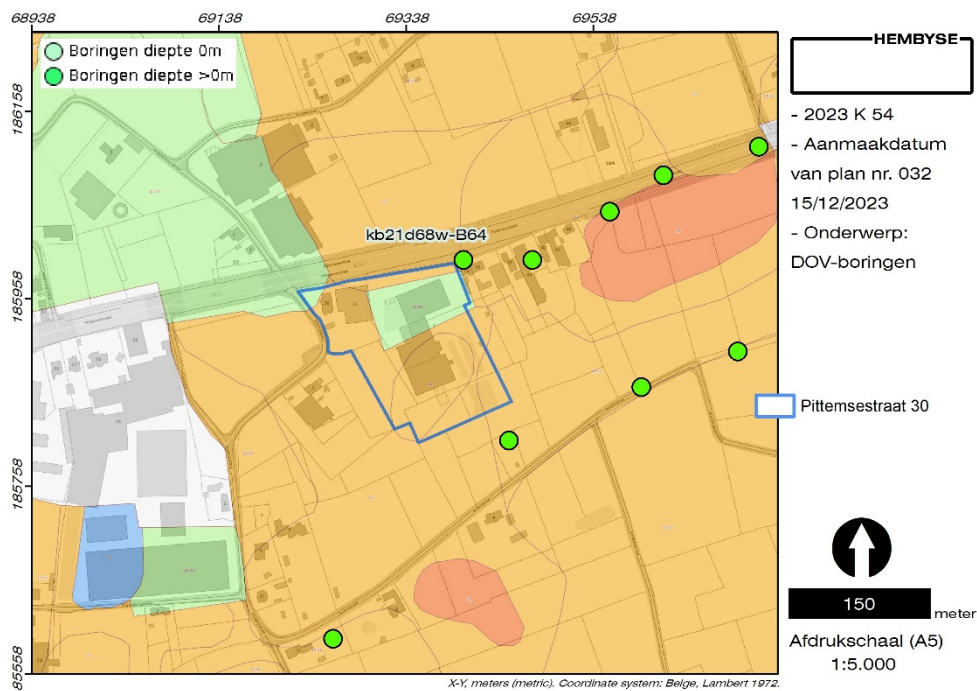 68938 69138 69338 69538
Boringen diepte 0m
Boringen diepte >0m
HEMBYSE
186158
- 2023 K 54
- Aanmaakdatum
van plan nr. 032
15/12/2023
- Onderwerp:
DOV-boringen
kb21d68w-B64
185958
Pittemsestraat 30
185758
150 meter
Afdrukschaal (A5)
1:5.000
85558
X-Y, meters (metric). Coordinate system: Belge, Lambert 1972.